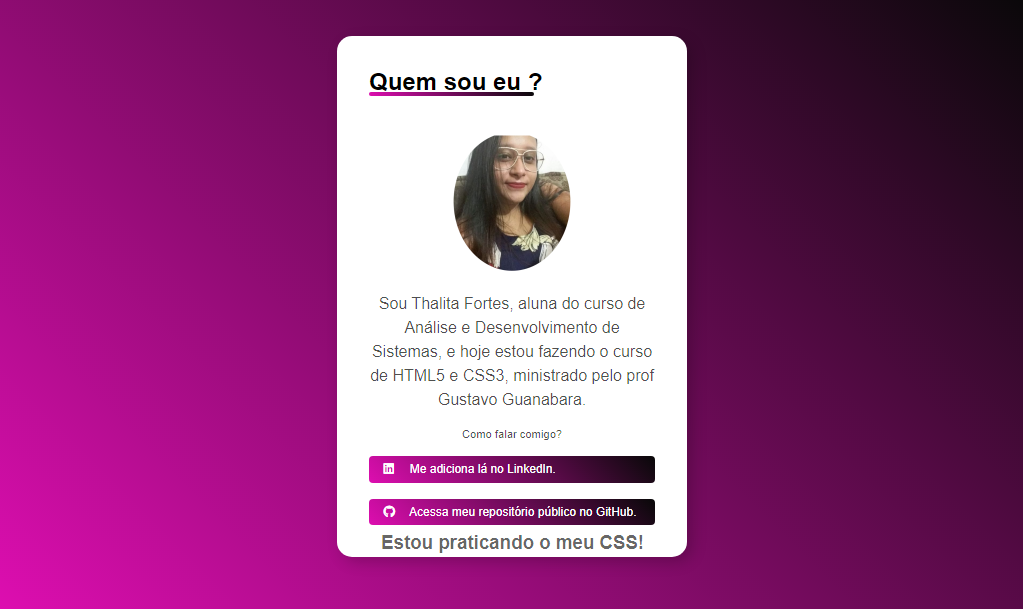 Quem sou eu ?
Sou Thalita Fortes, aluna do curso de
Análise e Desenvolvimento de
Sistemas, e hoje estou fazendo o curso
de HTML5 e CSS3, ministrado pelo prof
Gustavo Guanabara.
Como falar comigo?
Me adiciona lá no LinkedIn.
Acessa meu repositório público no GitHub.
Estou praticando o meu CSS!